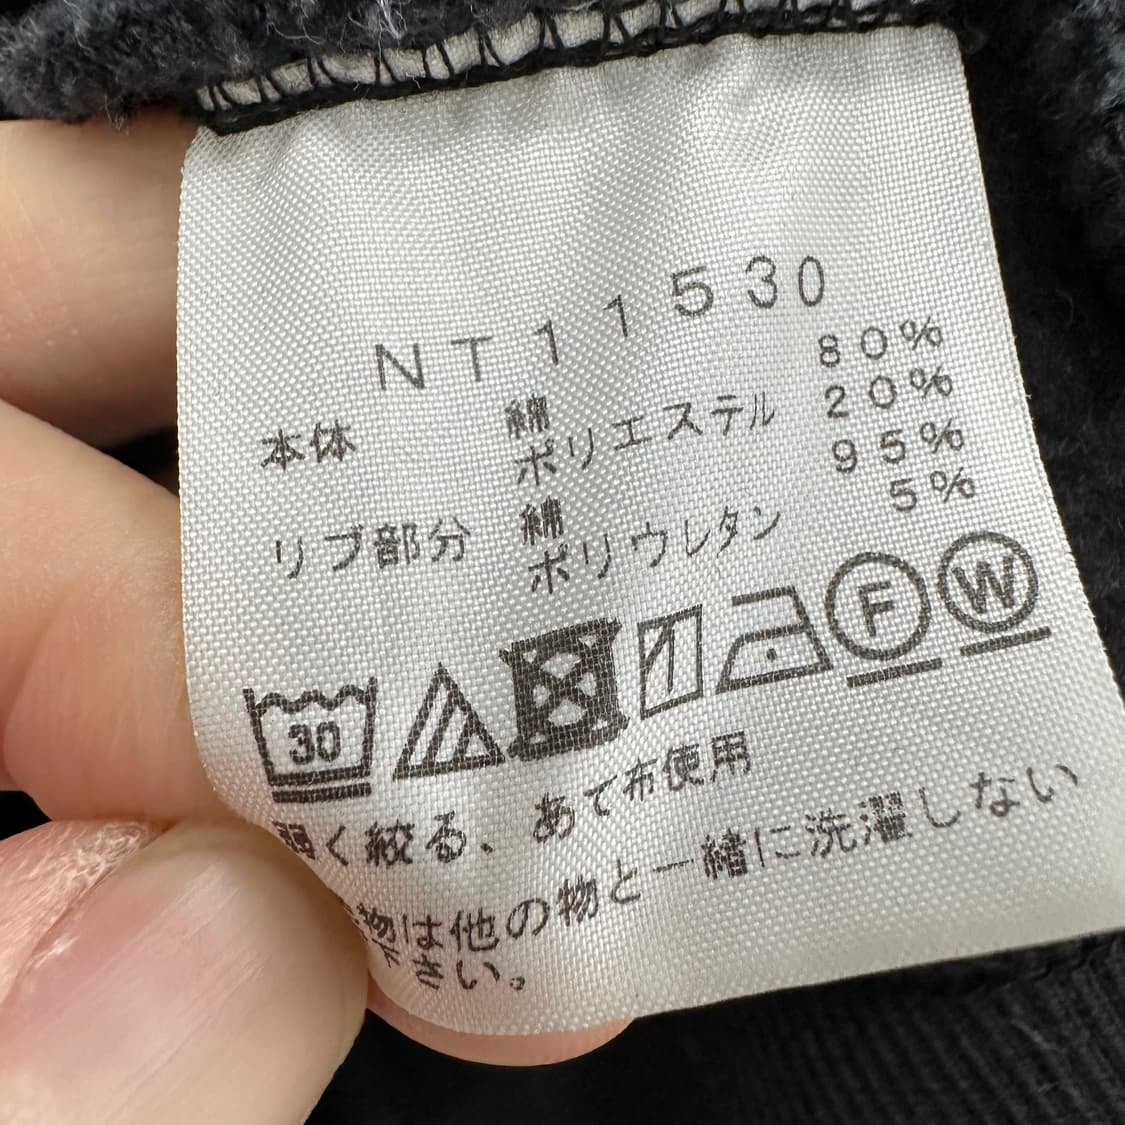 NT11530
本体 綿 80%
ポリエステル 20%
リブ部分 綿 95%
ポリウレタン 5%
30 F W
弱く絞る、あて布使用
物は他の物と一緒に洗濯しない
さい。